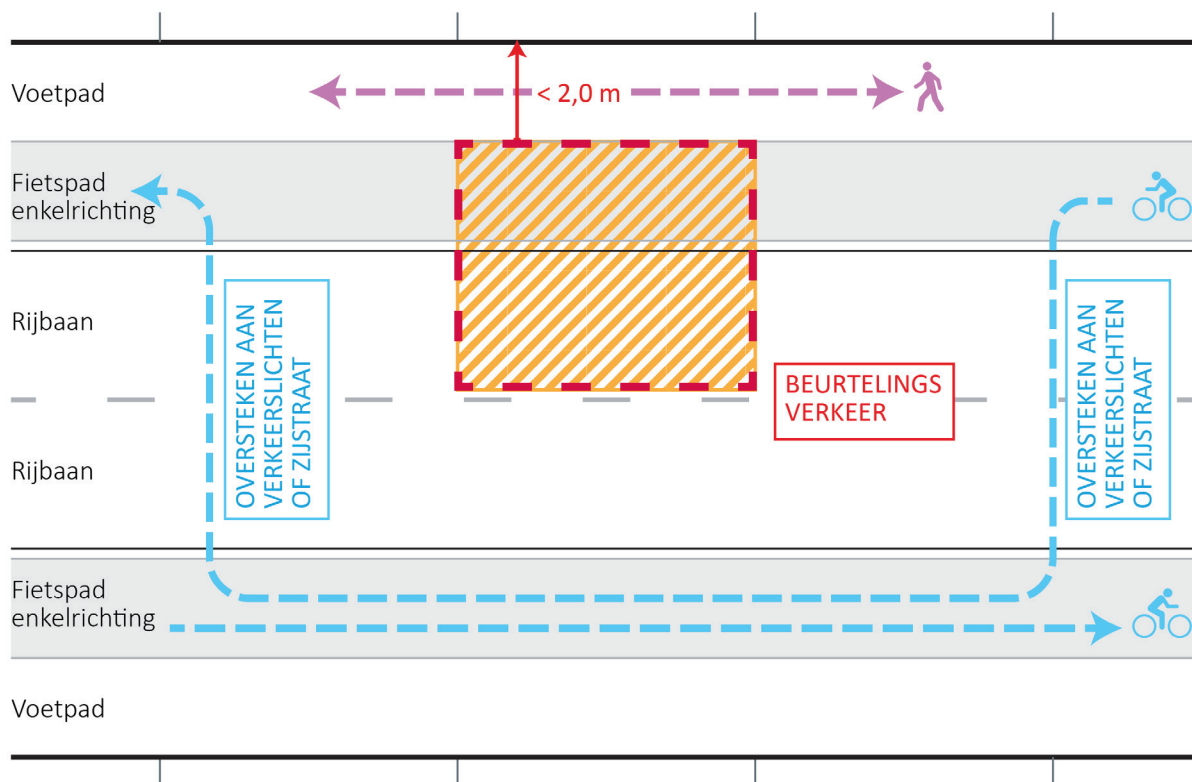 Voetpad
< 2,0 m
Fietspad
enkelrichting
Rijbaan
OVERSTEKEN AAN
VERKEERSLICHTEN
OF ZIJSTRAAT
BEURTELINGS
VERKEER
OVERSTEKEN AAN
VERKEERSLICHTEN
OF ZIJSTRAAT
Rijbaan
Fietspad
enkelrichting
Voetpad